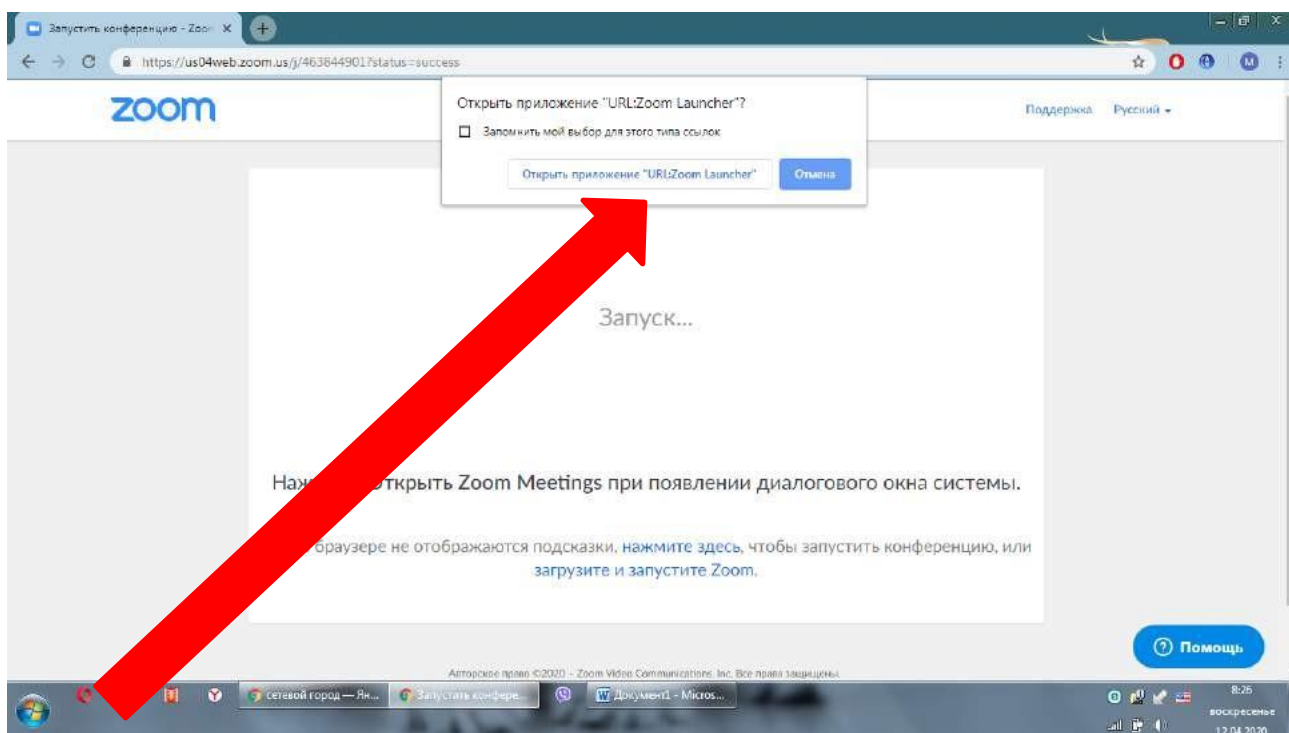 Запустить конференцию - Zoo
https://us04web.zoom.us/j/463844901?status=success
M
zoom
Открыть приложение "URL:Zoom Launcher"?
Запомнить мой выбор для этого типа ссылок
Открыть приложение "URL:Zoom Launcher"
Отмена
Поддержка
Русский
Запуск...
Открыть Zoom Meetings при появлении диалогового окна системы.
браузере не отображаются подсказки, нажмите здесь, чтобы запустить конференцию, или
загрузите и запустите Zoom.
Помощь
Авторское право ©2020 - Zoom Video Communications, Inc. Все права защищены.
сетевой город — Ян...
Запустить конфере...
Документ1 - Micros...
8:26
воскресенье
12.04.2020